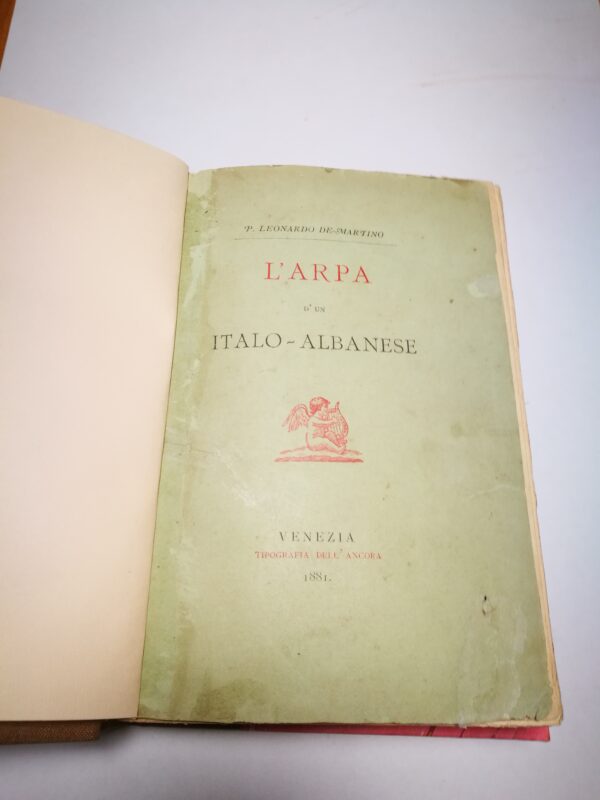 P. LEONARDO DE-MARTINO
L'ARPA
D'UN
ITALO-ALBANESE
VENEZIA
TIPOGRAFIA DELL'ANCORA
1881.